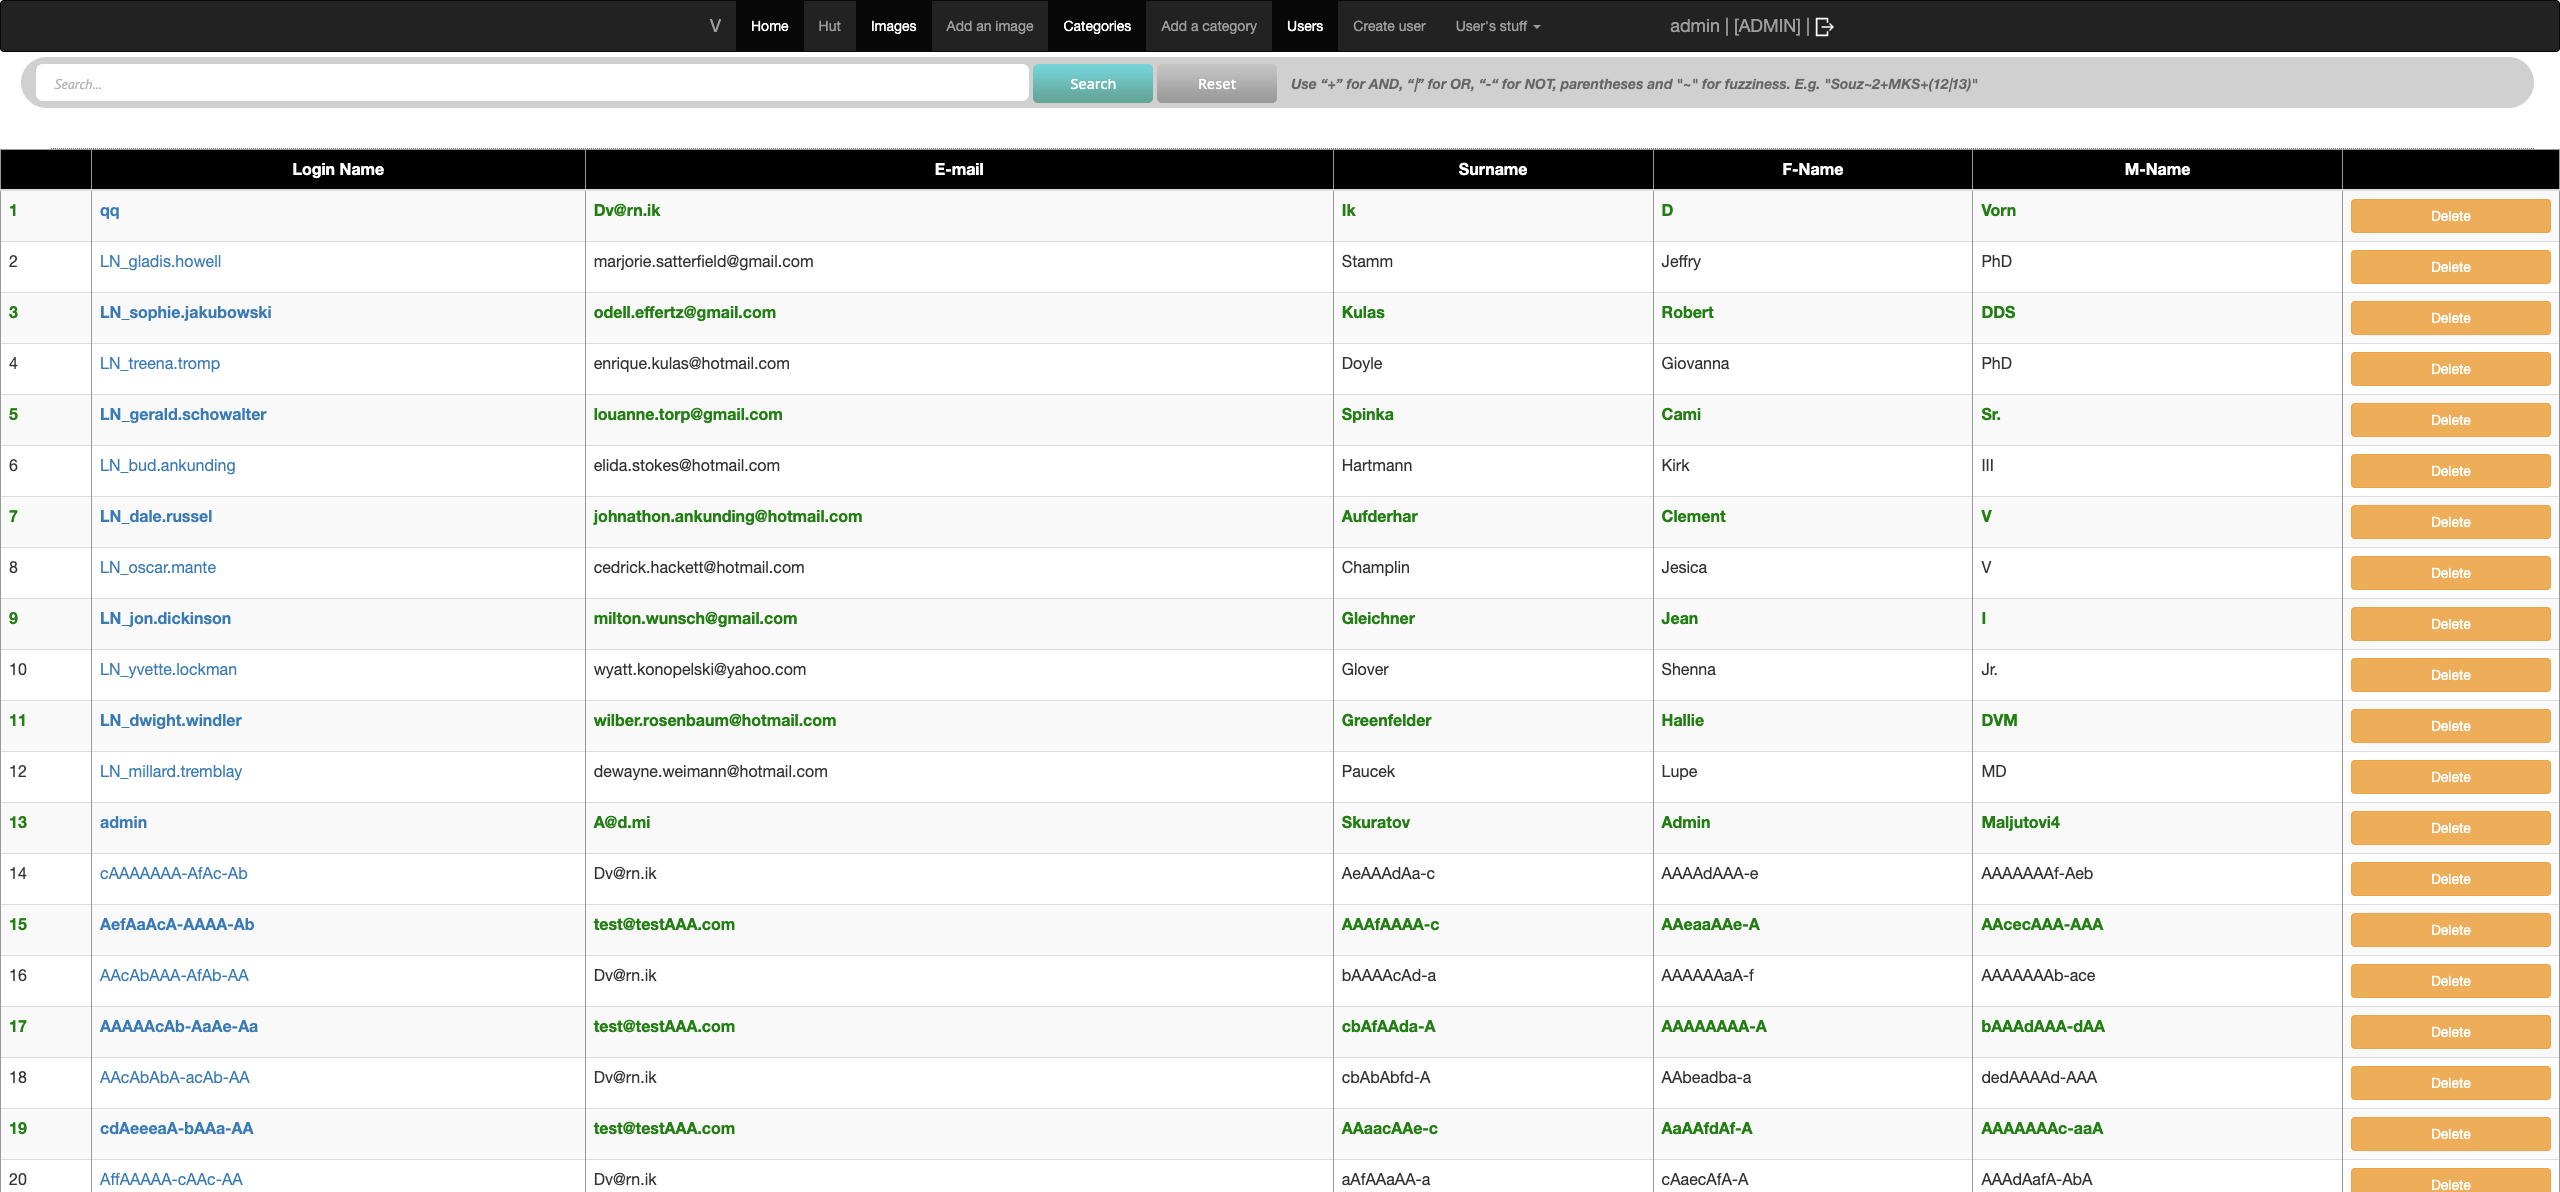 V Home Hut Images Add an image Categories Add a category Users Create user User's stuff admin | [ADMIN] |
Search... Search Reset Use “+” for AND, “|” for OR, “-“ for NOT, parentheses and "~" for fuzziness. E.g. "Souz~2+MKS+(12|13)"
Login Name E-mail Surname F-Name M-Name
1 qq Dv@rn.ik Ik D Vorn Delete
2 LN_gladis.howell marjorie.satterfield@gmail.com Stamm Jeffry PhD Delete
3 LN_sophie.jakubowski odell.effertz@gmail.com Kulas Robert DDS Delete
4 LN_treena.tromp enrique.kulas@hotmail.com Doyle Giovanna PhD Delete
5 LN_gerald.schowalter louanne.torp@gmail.com Spinka Cami Sr. Delete
6 LN_bud.ankunding elida.stokes@hotmail.com Hartmann Kirk III Delete
7 LN_dale.russel johnathon.ankunding@hotmail.com Aufderhar Clement V Delete
8 LN_oscar.mante cedrick.hackett@hotmail.com Champlin Jesica V Delete
9 LN_jon.dickinson milton.wunsch@gmail.com Gleichner Jean I Delete
10 LN_yvette.lockman wyatt.konopelski@yahoo.com Glover Shenna Jr. Delete
11 LN_dwight.windler wilber.rosenbaum@hotmail.com Greenfelder Hallie DVM Delete
12 LN_millard.tremblay dewayne.weimann@hotmail.com Paucek Lupe MD Delete
13 admin A@d.mi Skuratov Admin Maljutovi4 Delete
14 cAAAAAAA-AfAc-Ab Dv@rn.ik AeAAAdAa-c AAAAdAAA-e AAAAAAAf-Aeb Delete
15 AefAaAcA-AAAA-Ab test@testAAA.com AAAfAAAA-c AAeaaAAe-A AAcecAAA-AAA Delete
16 AAcAbAAA-AfAb-AA Dv@rn.ik bAAAAcAd-a AAAAAAaA-f AAAAAAAb-ace Delete
17 AAAAAcAb-AaAe-Aa test@testAAA.com cbAfAAda-A AAAAAAAA-A bAAAdAAA-dAA Delete
18 AAcAbAbA-acAb-AA Dv@rn.ik cbAbAbfd-A AAbeadba-a dedAAAAd-AAA Delete
19 cdAeeeaA-bAAa-AA test@testAAA.com AAaacAAe-c AaAAfdAf-A AAAAAAAc-aaA Delete
20 AffAAAAA-cAAc-AA Dv@rn.ik aAfAAaAA-a cAaecAfA-A AAAdAafA-AbA Delete